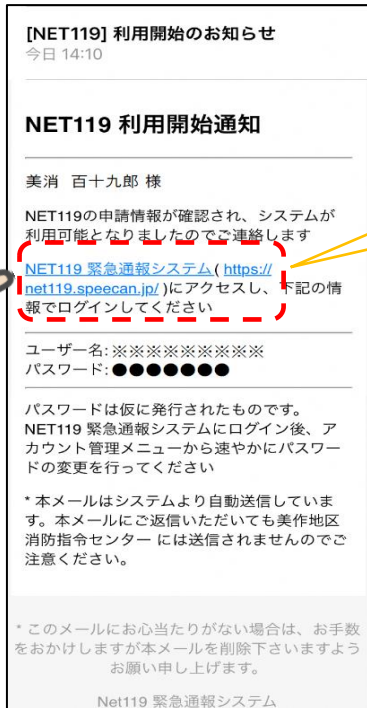 [NET119] 利用開始のお知らせ
今日 14:10
NET119 利用開始通知
美消 百十九郎 様
NET119の申請情報が確認され、システムが
利用可能となりましたのでご連絡します
NET119 緊急通報システム ( https://
net119.speecan.jp/ )にアクセスし、下記の情
報でログインしてください
ユーザー名: ※※※※※※※※※
パスワード: ●●●●●●●
パスワードは仮に発行されたものです。
NET119 緊急通報システムにログイン後、ア
カウント管理メニューから速やかにパスワー
ドの変更を行ってください
* 本メールはシステムより自動送信していま
す。本メールにご返信いただいても美作地区
消防指令センター には送信されませんのでご
注意ください。
* このメールにお心当たりがない場合は、お手数
をおかけしますが本メールを削除下さいますよう
お願い申し上げます。
Net119 緊急通報システム